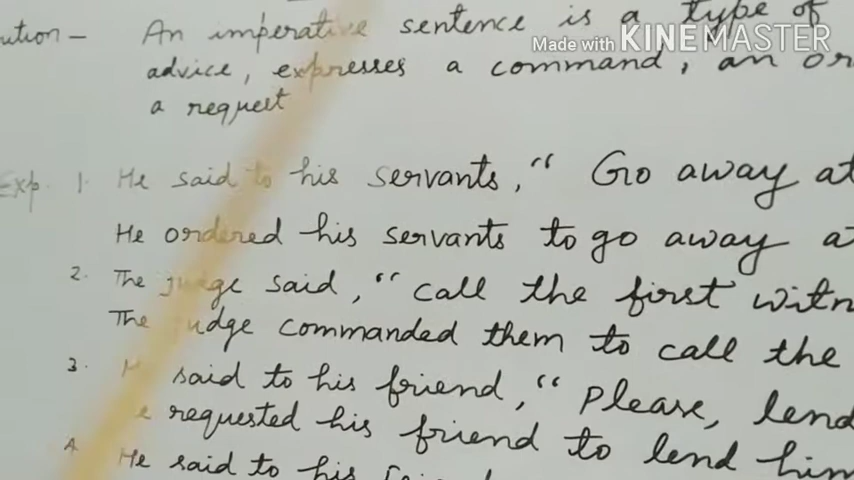 ution - An imperative sentence is a type of
Made with KINEMASTER
advice, expresses a command, an or
a request
Exp. 1. He said to his servants, “ Go away at
He ordered his servants to go away a
2. The judge said, “ call the first witn
The judge commanded them to call the
3. said to his friend, “ Please, lend
e requested his friend to lend him
4. He said to his